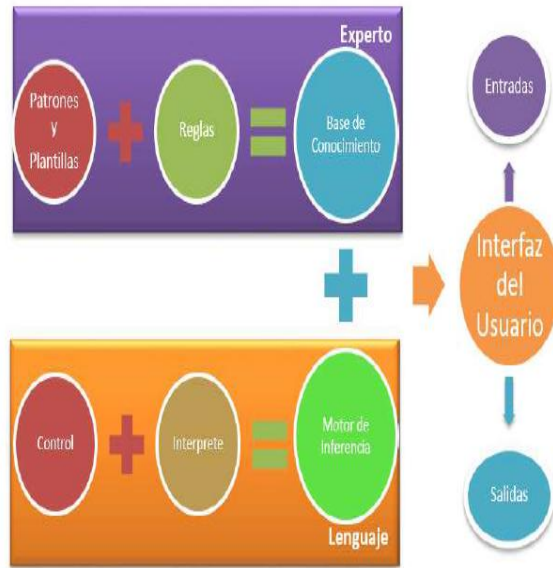 Experto
Patrones
y
Plantillas
Reglas
Base de
Conocimiento
Entradas
Interfaz
del
Usuario
Control
Interprete
Motor de
Inferencia
Lenguaje
Salidas